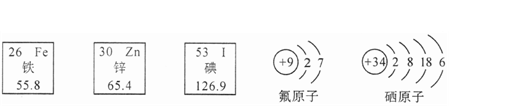 26 Fe
铁
55.8
30 Zn
锌
65.4
53 I
碘
126.9
+9 2 7
氟原子
+34 2 8 18 6
硒原子